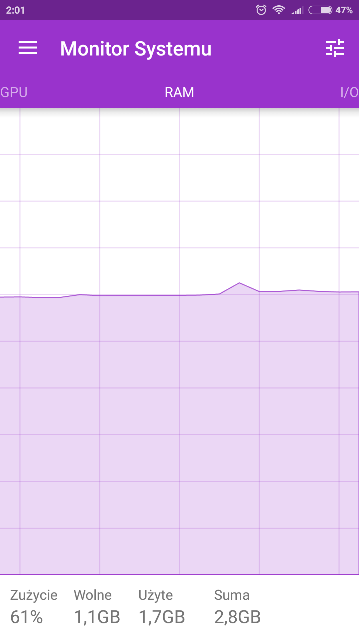 2:01 47%
Monitor Systemu
GPU RAM I/O
Zużycie Wolne Użyte Suma
61% 1,1GB 1,7GB 2,8GB